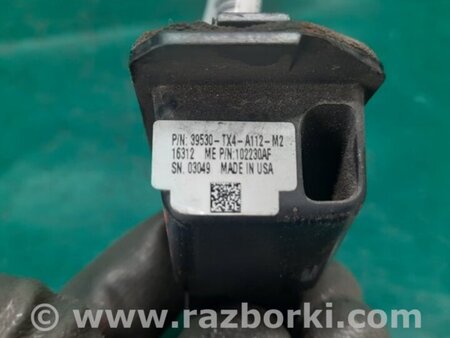 P/N: 39530-TX4-A112-M2
16312 ME P/N:102230AF
SN. 03049 MADE IN USA
www.razborki.com